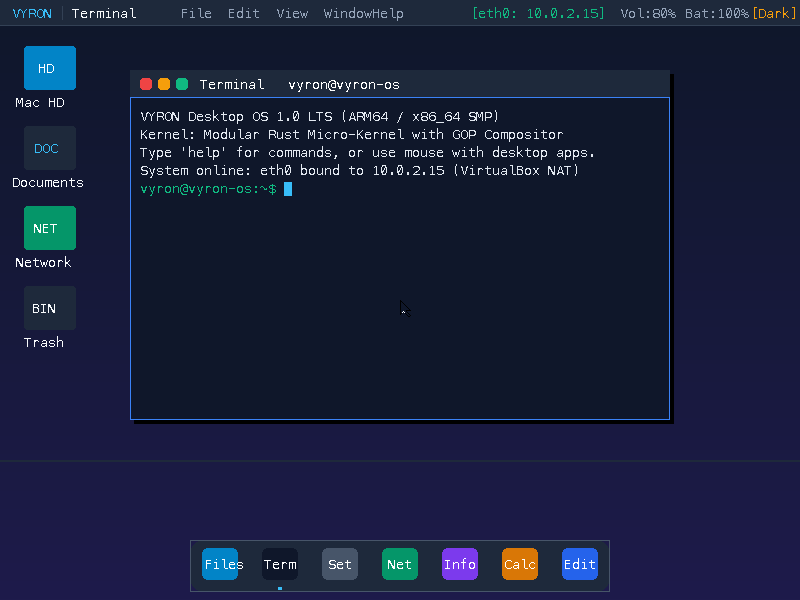 VYRON Terminal File Edit View WindowHelp [eth0: 10.0.2.15] Vol:80% Bat:100% [Dark]
HD
Mac HD
DOC
Documents
NET
Network
BIN
Trash
Terminal vyron@vyron-os
VYRON Desktop OS 1.0 LTS (ARM64 / x86_64 SMP)
Kernel: Modular Rust Micro-Kernel with GOP Compositor
Type 'help' for commands, or use mouse with desktop apps.
System online: eth0 bound to 10.0.2.15 (VirtualBox NAT)
vyron@vyron-os:~$
Files Term Set Net Info Calc Edit